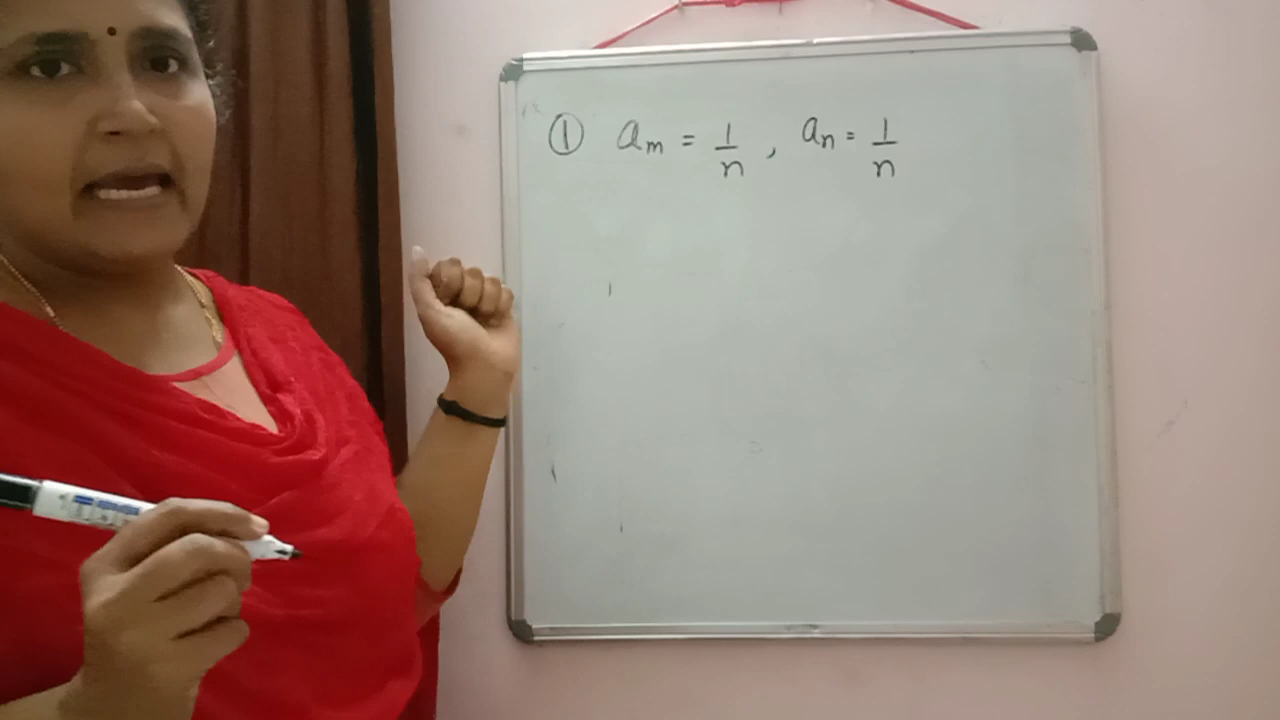 ① aₘ = 1/n , aₙ = 1/n